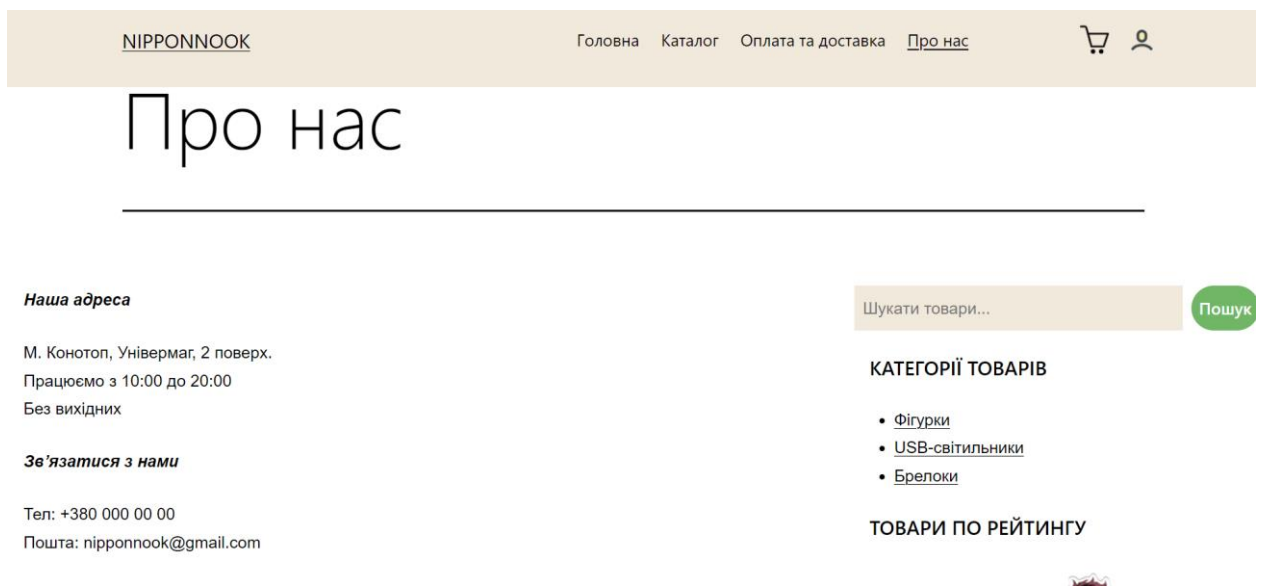 NIPPONNOOK
Головна Каталог Оплата та доставка Про нас
Про нас
Наша адреса
М. Конотоп, Універмаг, 2 поверх.
Працюємо з 10:00 до 20:00
Без вихідних
Зв’язатися з нами
Тел: +380 000 00 00
Пошта: nipponnook@gmail.com
Шукати товари...
Пошук
КАТЕГОРІЇ ТОВАРІВ
Фігурки
USB-світильники
Брелоки
ТОВАРИ ПО РЕЙТИНГУ